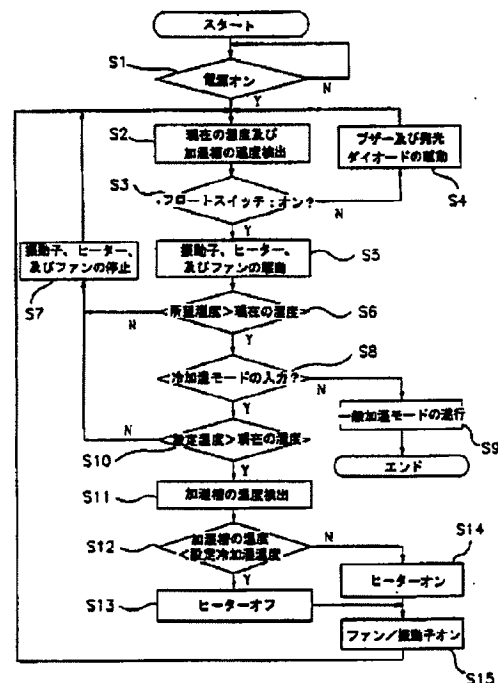 スタート
S1
電源オン
N
Y
S2
現在の湿度及び
加湿槽の温度検出
ブザー及び発光
ダイオードの駆動
S4
S3
フロートスイッチ:オン?
N
Y
振動子、ヒーター、
及びファンの駆動
S5
振動子、ヒーター、
及びファンの停止
S7
所望湿度>現在の湿度
S6
N
Y
S8
冷加湿モードの入力?
N
Y
一般加湿モードの進行
S9
N
設定湿度>現在の湿度
S10
エンド
Y
S11
加湿槽の温度検出
S12
加湿槽の温度
<設定冷加湿温度
N
S14
Y
ヒーターオン
S13
ヒーターオフ
ファン/振動子オン
S15